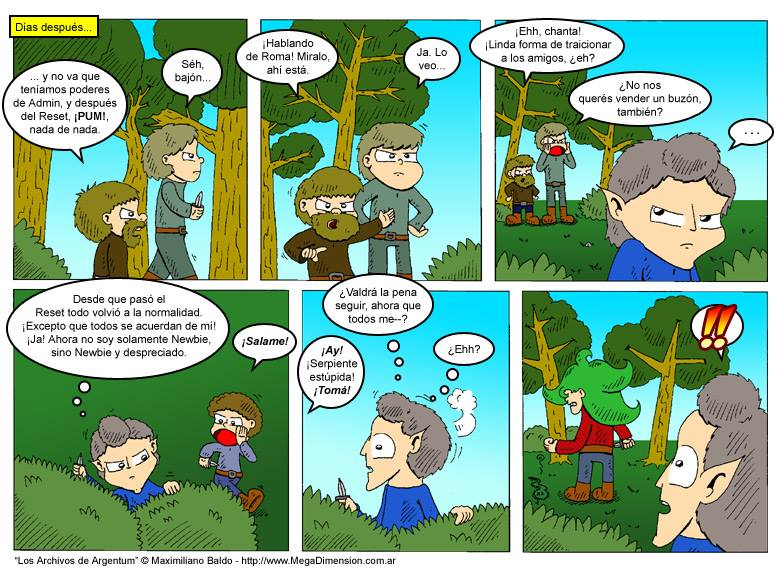 Días después...
... y no va que
teníamos poderes
de Admin, y después
del Reset, ¡PUM!,
nada de nada.
Séh,
bajón...
¡Hablando
de Roma! Miralo,
ahí está.
Ja. Lo
veo...
¡Ehh, chanta!
¡Linda forma de traicionar
a los amigos, ¿eh?
¿No nos
querés vender un buzón,
también?
. . .
Desde que pasó el
Reset todo volvió a la normalidad.
¡Excepto que todos se acuerdan de mí!
¡Ja! Ahora no soy solamente Newbie,
sino Newbie y despreciado.
¡Salame!
¿Valdrá la pena
seguir, ahora que
todos me--?
¡Ay!
¡Serpiente
estúpida!
¡Tomá!
¿Ehh?
!!
"Los Archivos de Argentum" © Maximiliano Baldo - http://www.MegaDimension.com.ar